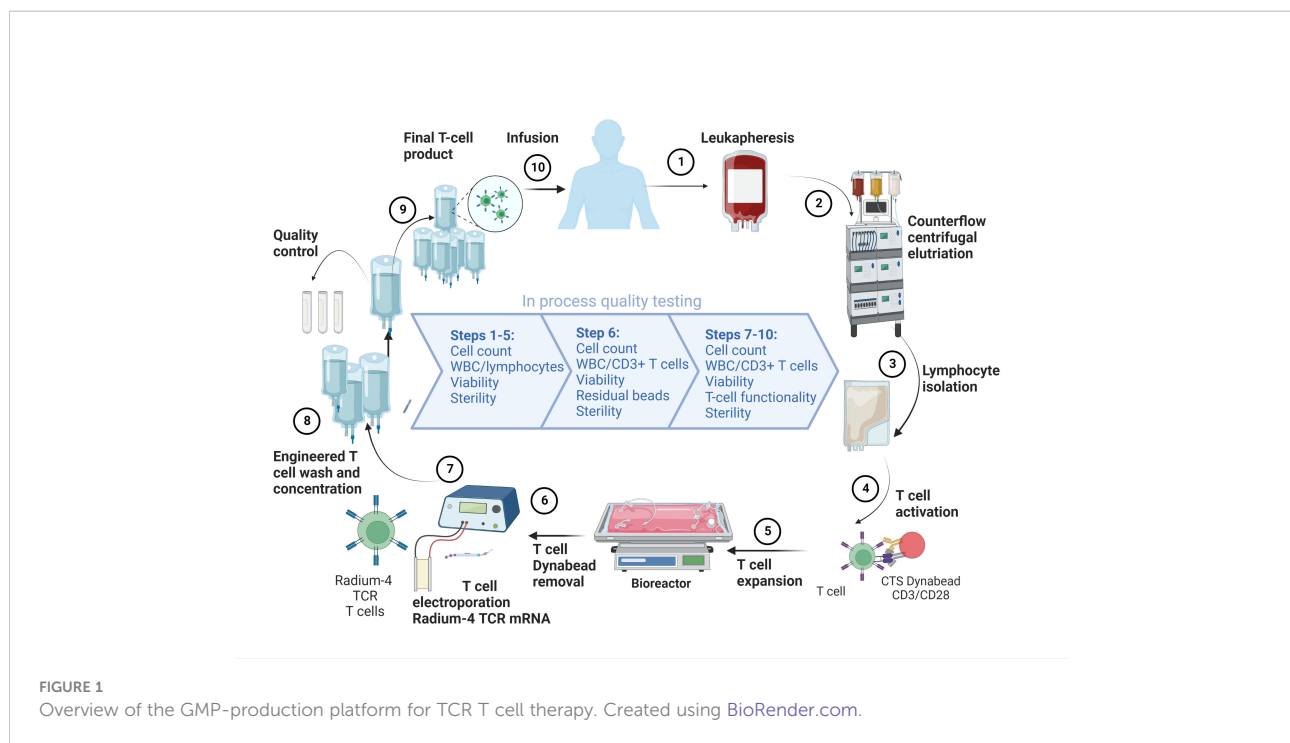 Final T-cell
product
Infusion
10
1
Leukapheresis
2
Counterflow
centrifugal
elutriation
9
Quality
control
In process quality testing
Steps 1-5:
Cell count
WBC/lymphocytes
Viability
Sterility
Step 6:
Cell count
WBC/CD3+ T cells
Viability
Residual beads
Sterility
Steps 7-10:
Cell count
WBC/CD3+ T cells
Viability
T-cell functionality
Sterility
3
Lymphocyte
isolation
4
T cell
activation
T cell
CTS Dynabead
CD3/CD28
5
T cell
expansion
Bioreactor
6
T cell
Dynabead
removal
T cell
electroporation
Radium-4 TCR mRNA
7
Radium-4
TCR
T cells
8
Engineered T
cell wash and
concentration
FIGURE 1
Overview of the GMP-production platform for TCR T cell therapy. Created using BioRender.com.